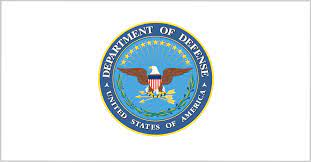 DEPARTMENT OF DEFENSE
UNITED STATES OF AMERICA